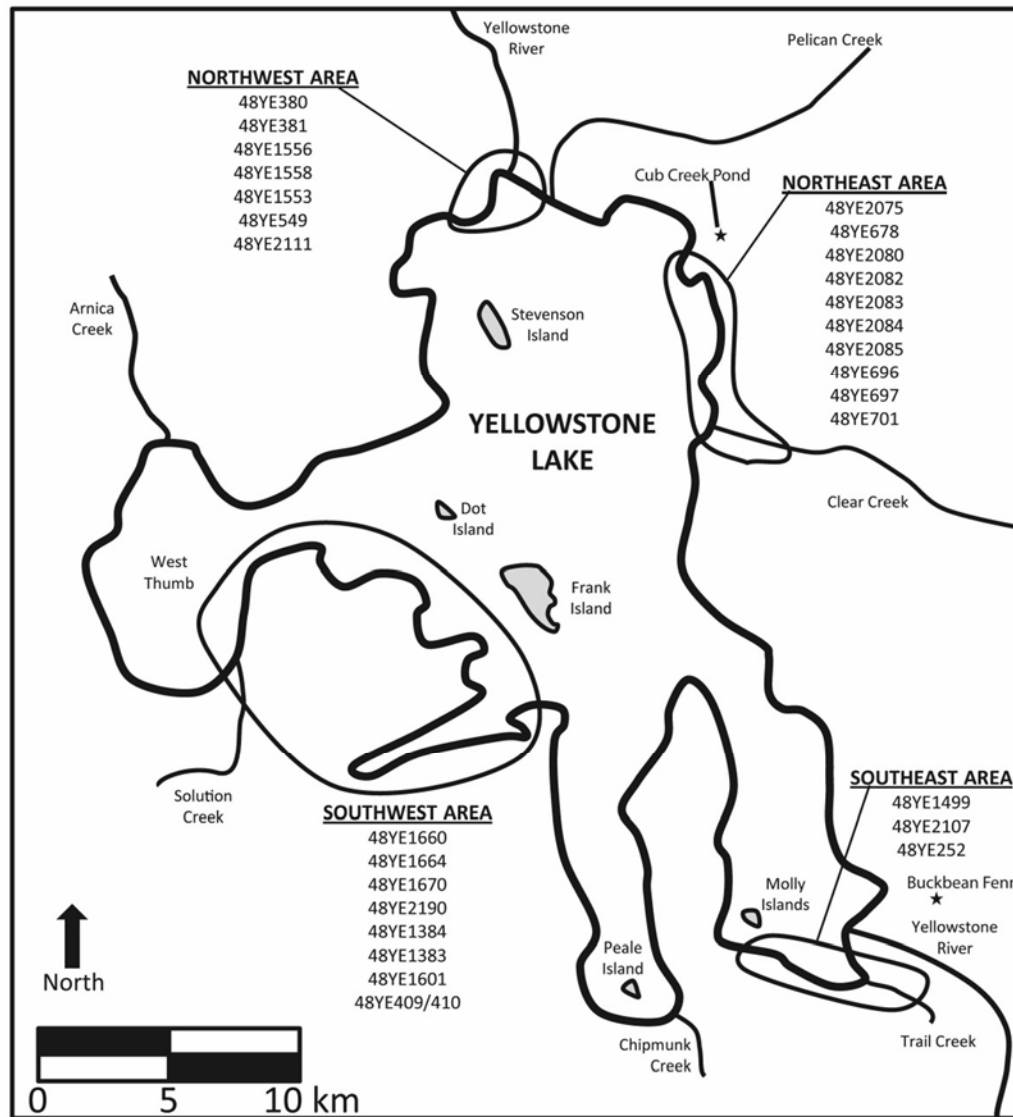 Yellowstone
River
Pelican Creek
NORTHWEST AREA
48YE380
48YE381
48YE1556
48YE1558
48YE1553
48YE549
48YE2111
Cub Creek Pond
NORTHEAST AREA
48YE2075
48YE678
48YE2080
48YE2082
48YE2083
48YE2084
48YE2085
48YE696
48YE697
48YE701
Arnica
Creek
Stevenson
Island
YELLOWSTONE
LAKE
Clear Creek
Dot
Island
West
Thumb
Frank
Island
Solution
Creek
SOUTHWEST AREA
48YE1660
48YE1664
48YE1670
48YE2190
48YE1384
48YE1383
48YE1601
48YE409/410
SOUTHEAST AREA
48YE1499
48YE2107
48YE252
Molly
Islands
Buckbean Fenn
Yellowstone
River
Peale
Island
North
Chipmunk
Creek
Trail Creek
0 5 10 km